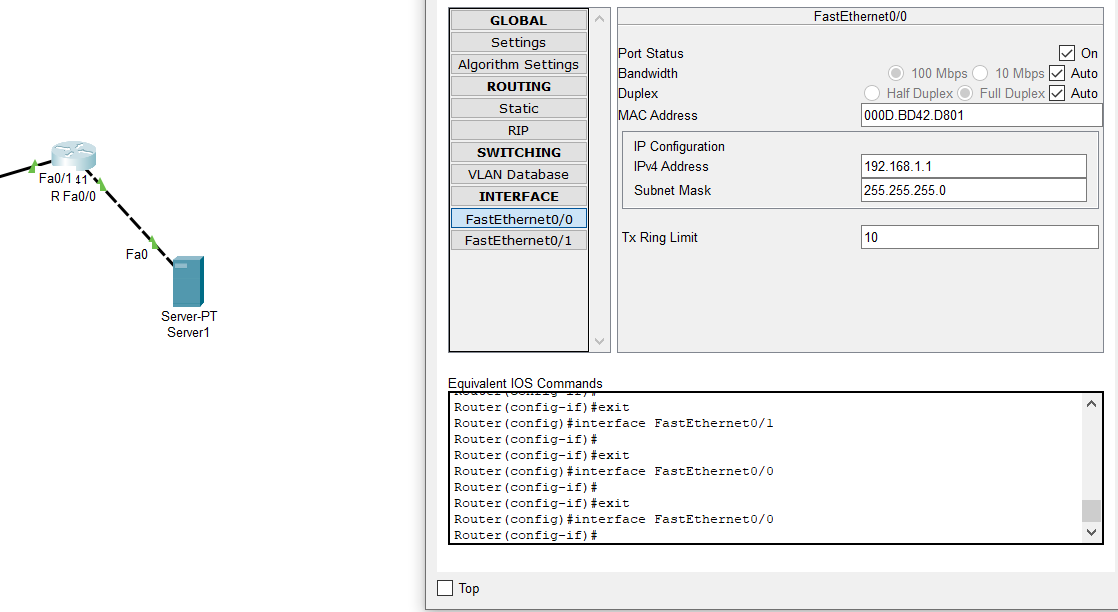 Fa0/1
R Fa0/0
Fa0
Server-PT
Server1
GLOBAL
Settings
Algorithm Settings
ROUTING
Static
RIP
SWITCHING
VLAN Database
INTERFACE
FastEthernet0/0
FastEthernet0/1
FastEthernet0/0
Port Status On
Bandwidth 100 Mbps 10 Mbps Auto
Duplex Half Duplex Full Duplex Auto
MAC Address 000D.BD42.D801
IP Configuration
IPv4 Address 192.168.1.1
Subnet Mask 255.255.255.0
Tx Ring Limit 10
Equivalent IOS Commands
Router(config-if)#
Router(config-if)#exit
Router(config)#interface FastEthernet0/1
Router(config-if)#
Router(config-if)#exit
Router(config)#interface FastEthernet0/0
Router(config-if)#
Router(config-if)#exit
Router(config)#interface FastEthernet0/0
Router(config-if)#
Top